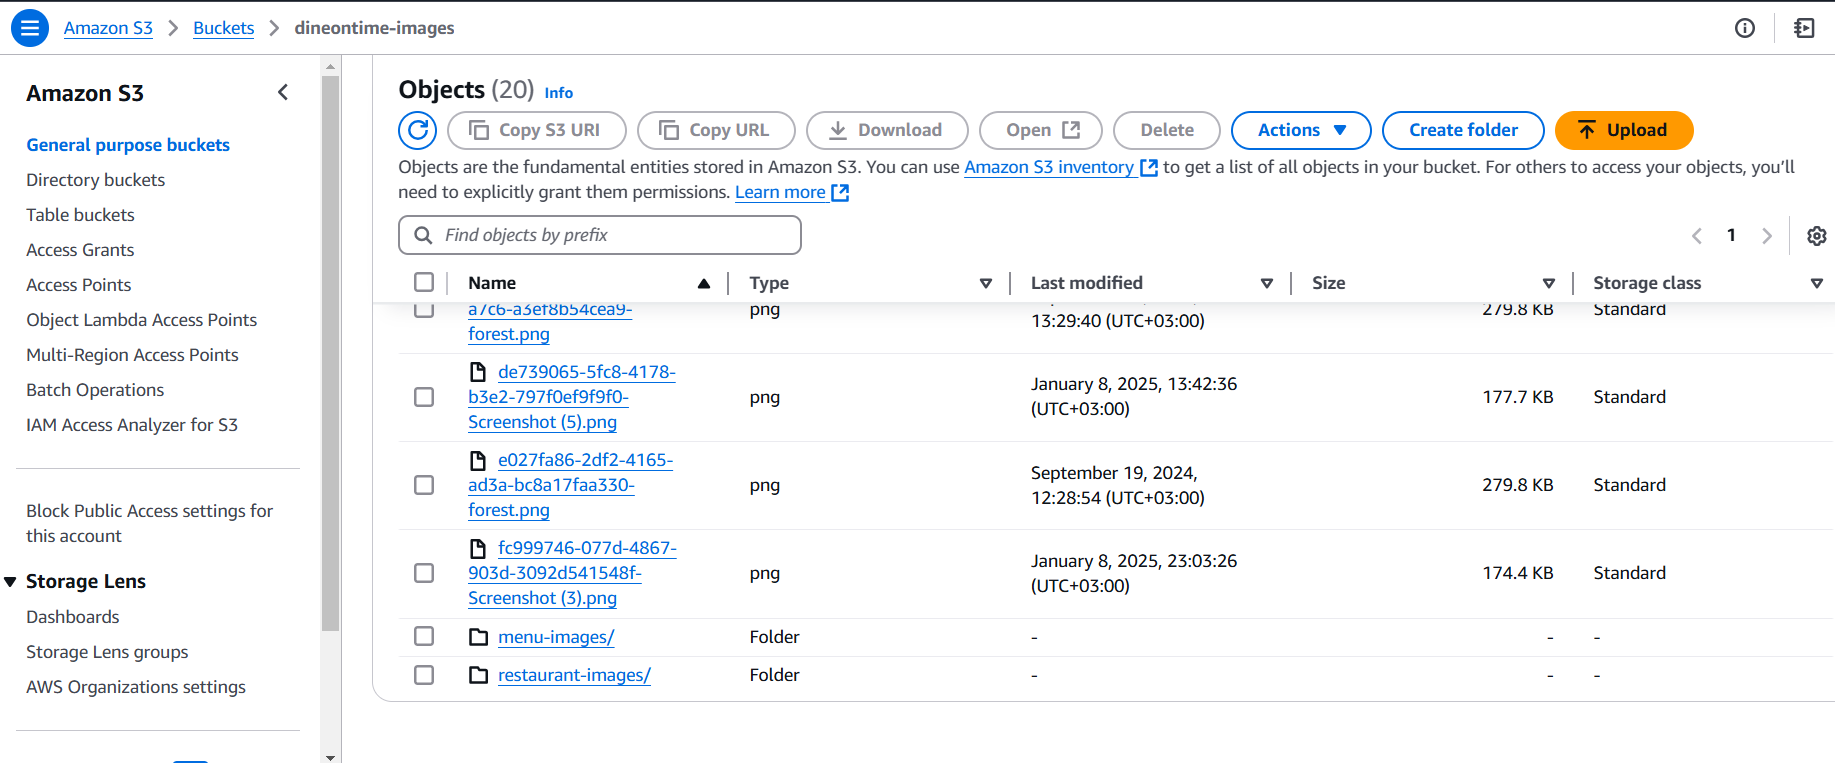 Amazon S3 > Buckets > dineontime-images
Amazon S3
General purpose buckets
Directory buckets
Table buckets
Access Grants
Access Points
Object Lambda Access Points
Multi-Region Access Points
Batch Operations
IAM Access Analyzer for S3
Block Public Access settings for
this account
Storage Lens
Dashboards
Storage Lens groups
AWS Organizations settings
Objects (20) Info
Copy S3 URI Copy URL Download Open Delete Actions Create folder Upload
Objects are the fundamental entities stored in Amazon S3. You can use Amazon S3 inventory to get a list of all objects in your bucket. For others to access your objects, you’ll
need to explicitly grant them permissions. Learn more
Find objects by prefix
1
Name Type Last modified Size Storage class
a7c6-a3ef8b54cea9-
forest.png
png
13:29:40 (UTC+03:00)
279.8 KB
Standard
de739065-5fc8-4178-
b3e2-797f0ef9f9f0-
Screenshot (5).png
png
January 8, 2025, 13:42:36
(UTC+03:00)
177.7 KB
Standard
e027fa86-2df2-4165-
ad3a-bc8a17faa330-
forest.png
png
September 19, 2024,
12:28:54 (UTC+03:00)
279.8 KB
Standard
fc999746-077d-4867-
903d-3092d541548f-
Screenshot (3).png
png
January 8, 2025, 23:03:26
(UTC+03:00)
174.4 KB
Standard
menu-images/ Folder - - -
restaurant-images/ Folder - - -